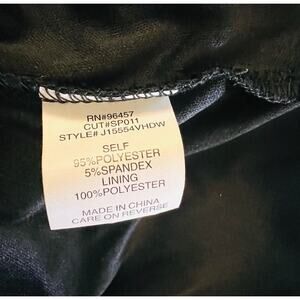 RN#96457
CUT#SP011
STYLE# J15554VHDW
SELF
95%POLYESTER
5%SPANDEX
LINING
100%POLYESTER
MADE IN CHINA
CARE ON REVERSE